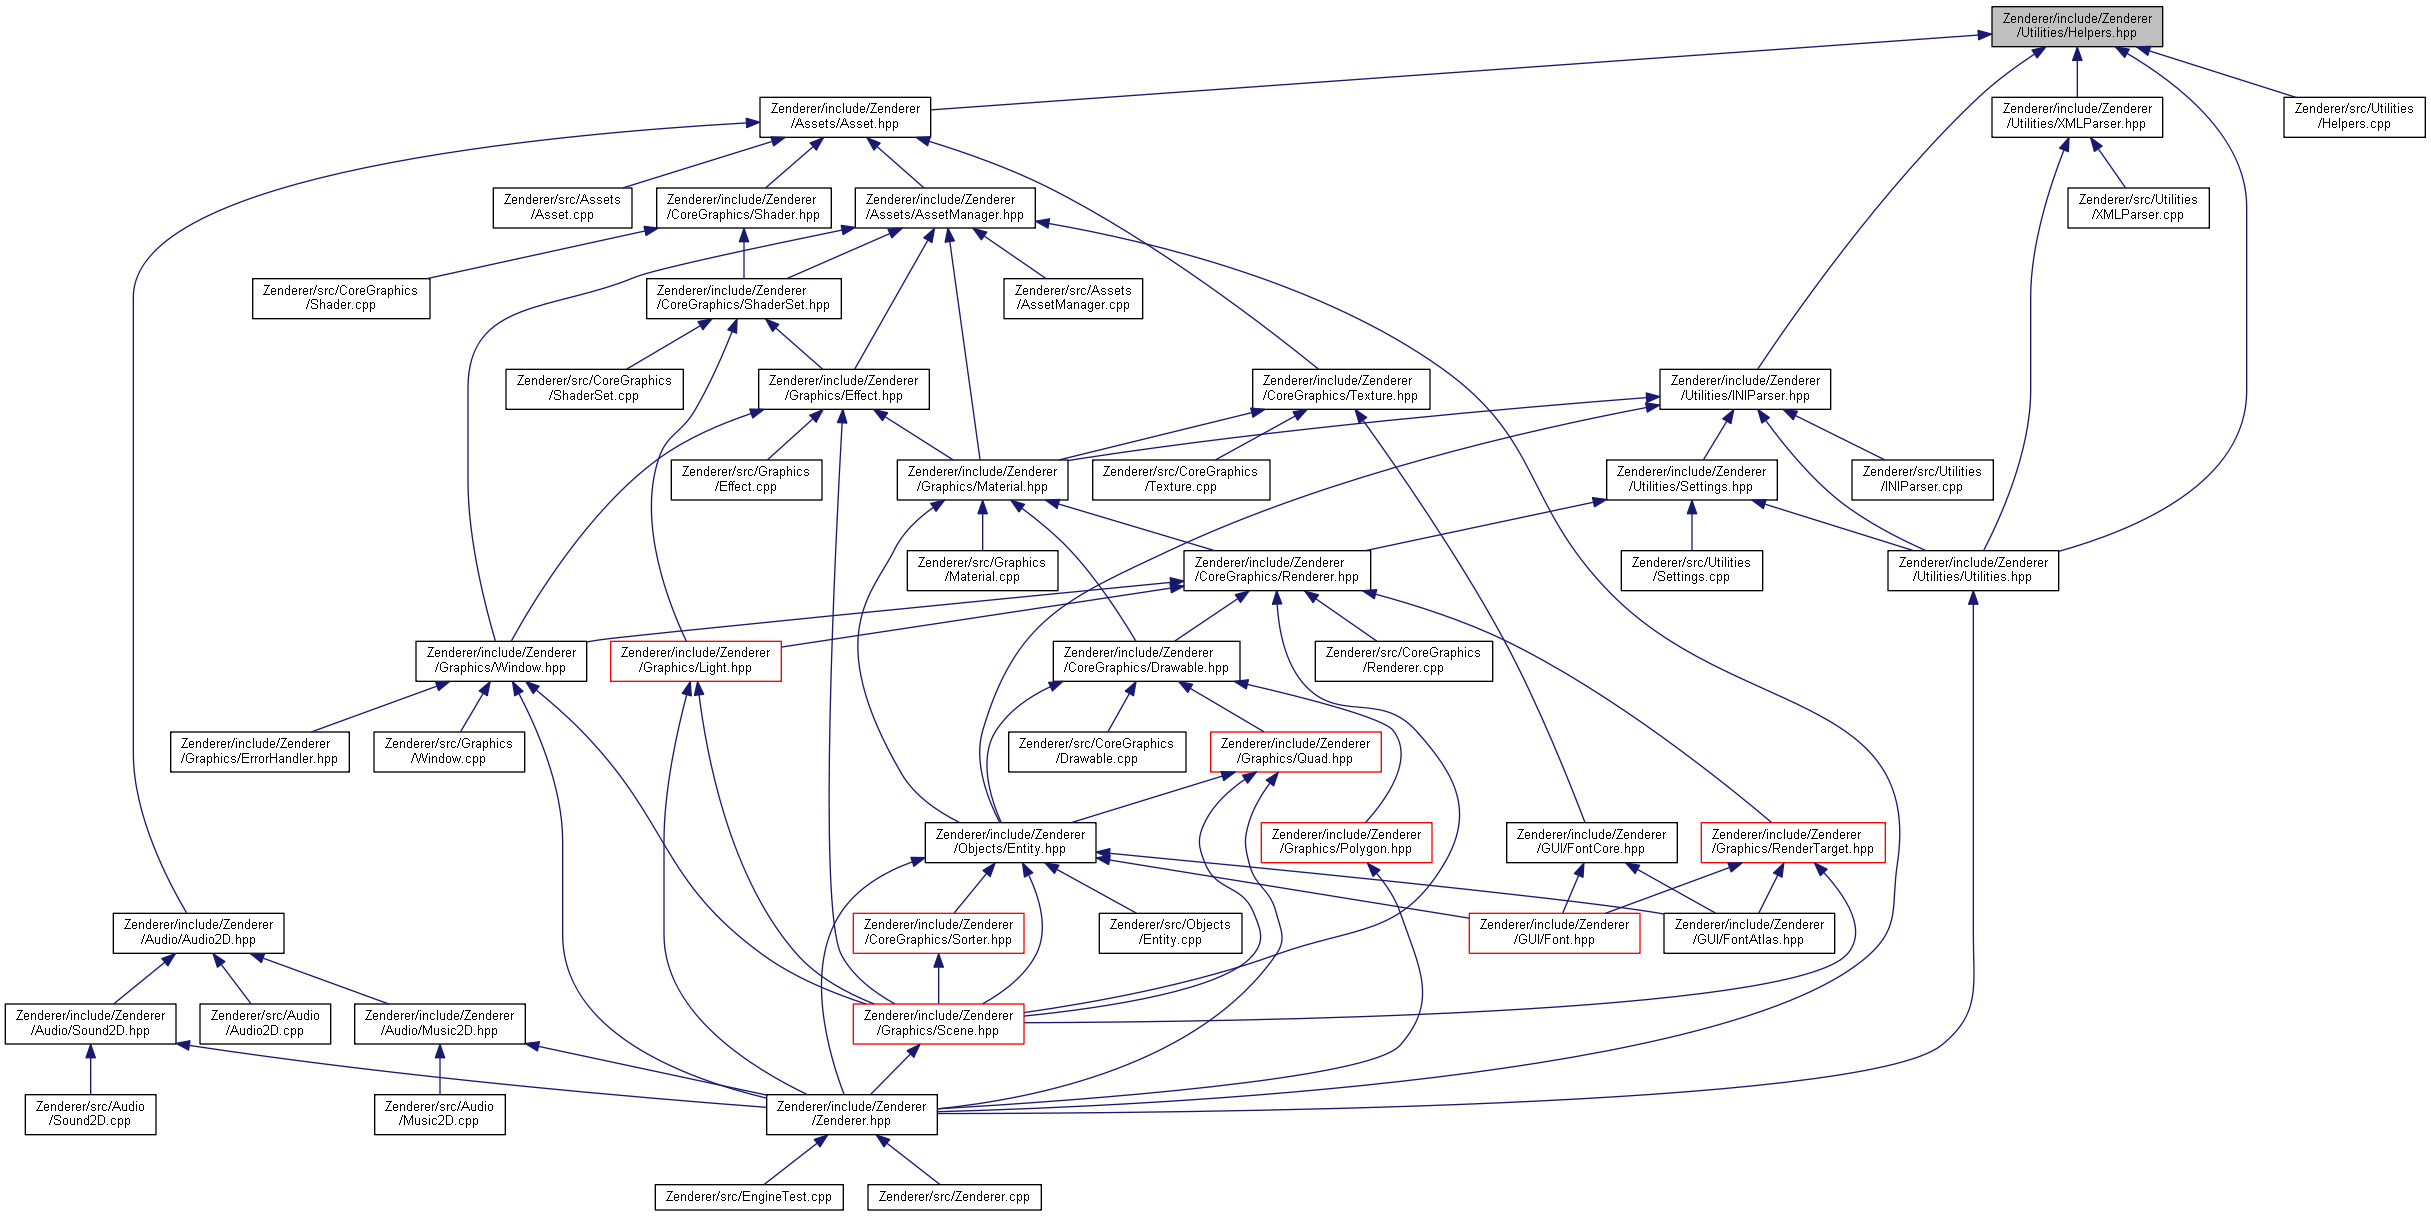 Zenderer/include/Zenderer
/Utilities/Helpers.hpp
Zenderer/include/Zenderer
/Assets/Asset.hpp
Zenderer/include/Zenderer
/Utilities/XMLParser.hpp
Zenderer/src/Utilities
/Helpers.cpp
Zenderer/src/Assets
/Asset.cpp
Zenderer/include/Zenderer
/CoreGraphics/Shader.hpp
Zenderer/include/Zenderer
/Assets/AssetManager.hpp
Zenderer/src/Utilities
/XMLParser.cpp
Zenderer/src/CoreGraphics
/Shader.cpp
Zenderer/include/Zenderer
/CoreGraphics/ShaderSet.hpp
Zenderer/src/Assets
/AssetManager.cpp
Zenderer/src/CoreGraphics
/ShaderSet.cpp
Zenderer/include/Zenderer
/Graphics/Effect.hpp
Zenderer/include/Zenderer
/CoreGraphics/Texture.hpp
Zenderer/include/Zenderer
/Utilities/INIParser.hpp
Zenderer/src/Graphics
/Effect.cpp
Zenderer/include/Zenderer
/Graphics/Material.hpp
Zenderer/src/CoreGraphics
/Texture.cpp
Zenderer/include/Zenderer
/Utilities/Settings.hpp
Zenderer/src/Utilities
/INIParser.cpp
Zenderer/src/Graphics
/Material.cpp
Zenderer/include/Zenderer
/CoreGraphics/Renderer.hpp
Zenderer/src/Utilities
/Settings.cpp
Zenderer/include/Zenderer
/Utilities/Utilities.hpp
Zenderer/include/Zenderer
/Graphics/Window.hpp
Zenderer/include/Zenderer
/Graphics/Light.hpp
Zenderer/include/Zenderer
/CoreGraphics/Drawable.hpp
Zenderer/src/CoreGraphics
/Renderer.cpp
Zenderer/include/Zenderer
/Graphics/ErrorHandler.hpp
Zenderer/src/Graphics
/Window.cpp
Zenderer/src/CoreGraphics
/Drawable.cpp
Zenderer/include/Zenderer
/Graphics/Quad.hpp
Zenderer/include/Zenderer
/Objects/Entity.hpp
Zenderer/include/Zenderer
/Graphics/Polygon.hpp
Zenderer/include/Zenderer
/GUI/FontCore.hpp
Zenderer/include/Zenderer
/Graphics/RenderTarget.hpp
Zenderer/include/Zenderer
/Audio/Audio2D.hpp
Zenderer/include/Zenderer
/CoreGraphics/Sorter.hpp
Zenderer/src/Objects
/Entity.cpp
Zenderer/include/Zenderer
/GUI/Font.hpp
Zenderer/include/Zenderer
/GUI/FontAtlas.hpp
Zenderer/include/Zenderer
/Audio/Sound2D.hpp
Zenderer/src/Audio
/Audio2D.cpp
Zenderer/include/Zenderer
/Audio/Music2D.hpp
Zenderer/include/Zenderer
/Graphics/Scene.hpp
Zenderer/src/Audio
/Sound2D.cpp
Zenderer/src/Audio
/Music2D.cpp
Zenderer/include/Zenderer
/Zenderer.hpp
Zenderer/src/EngineTest.cpp
Zenderer/src/Zenderer.cpp